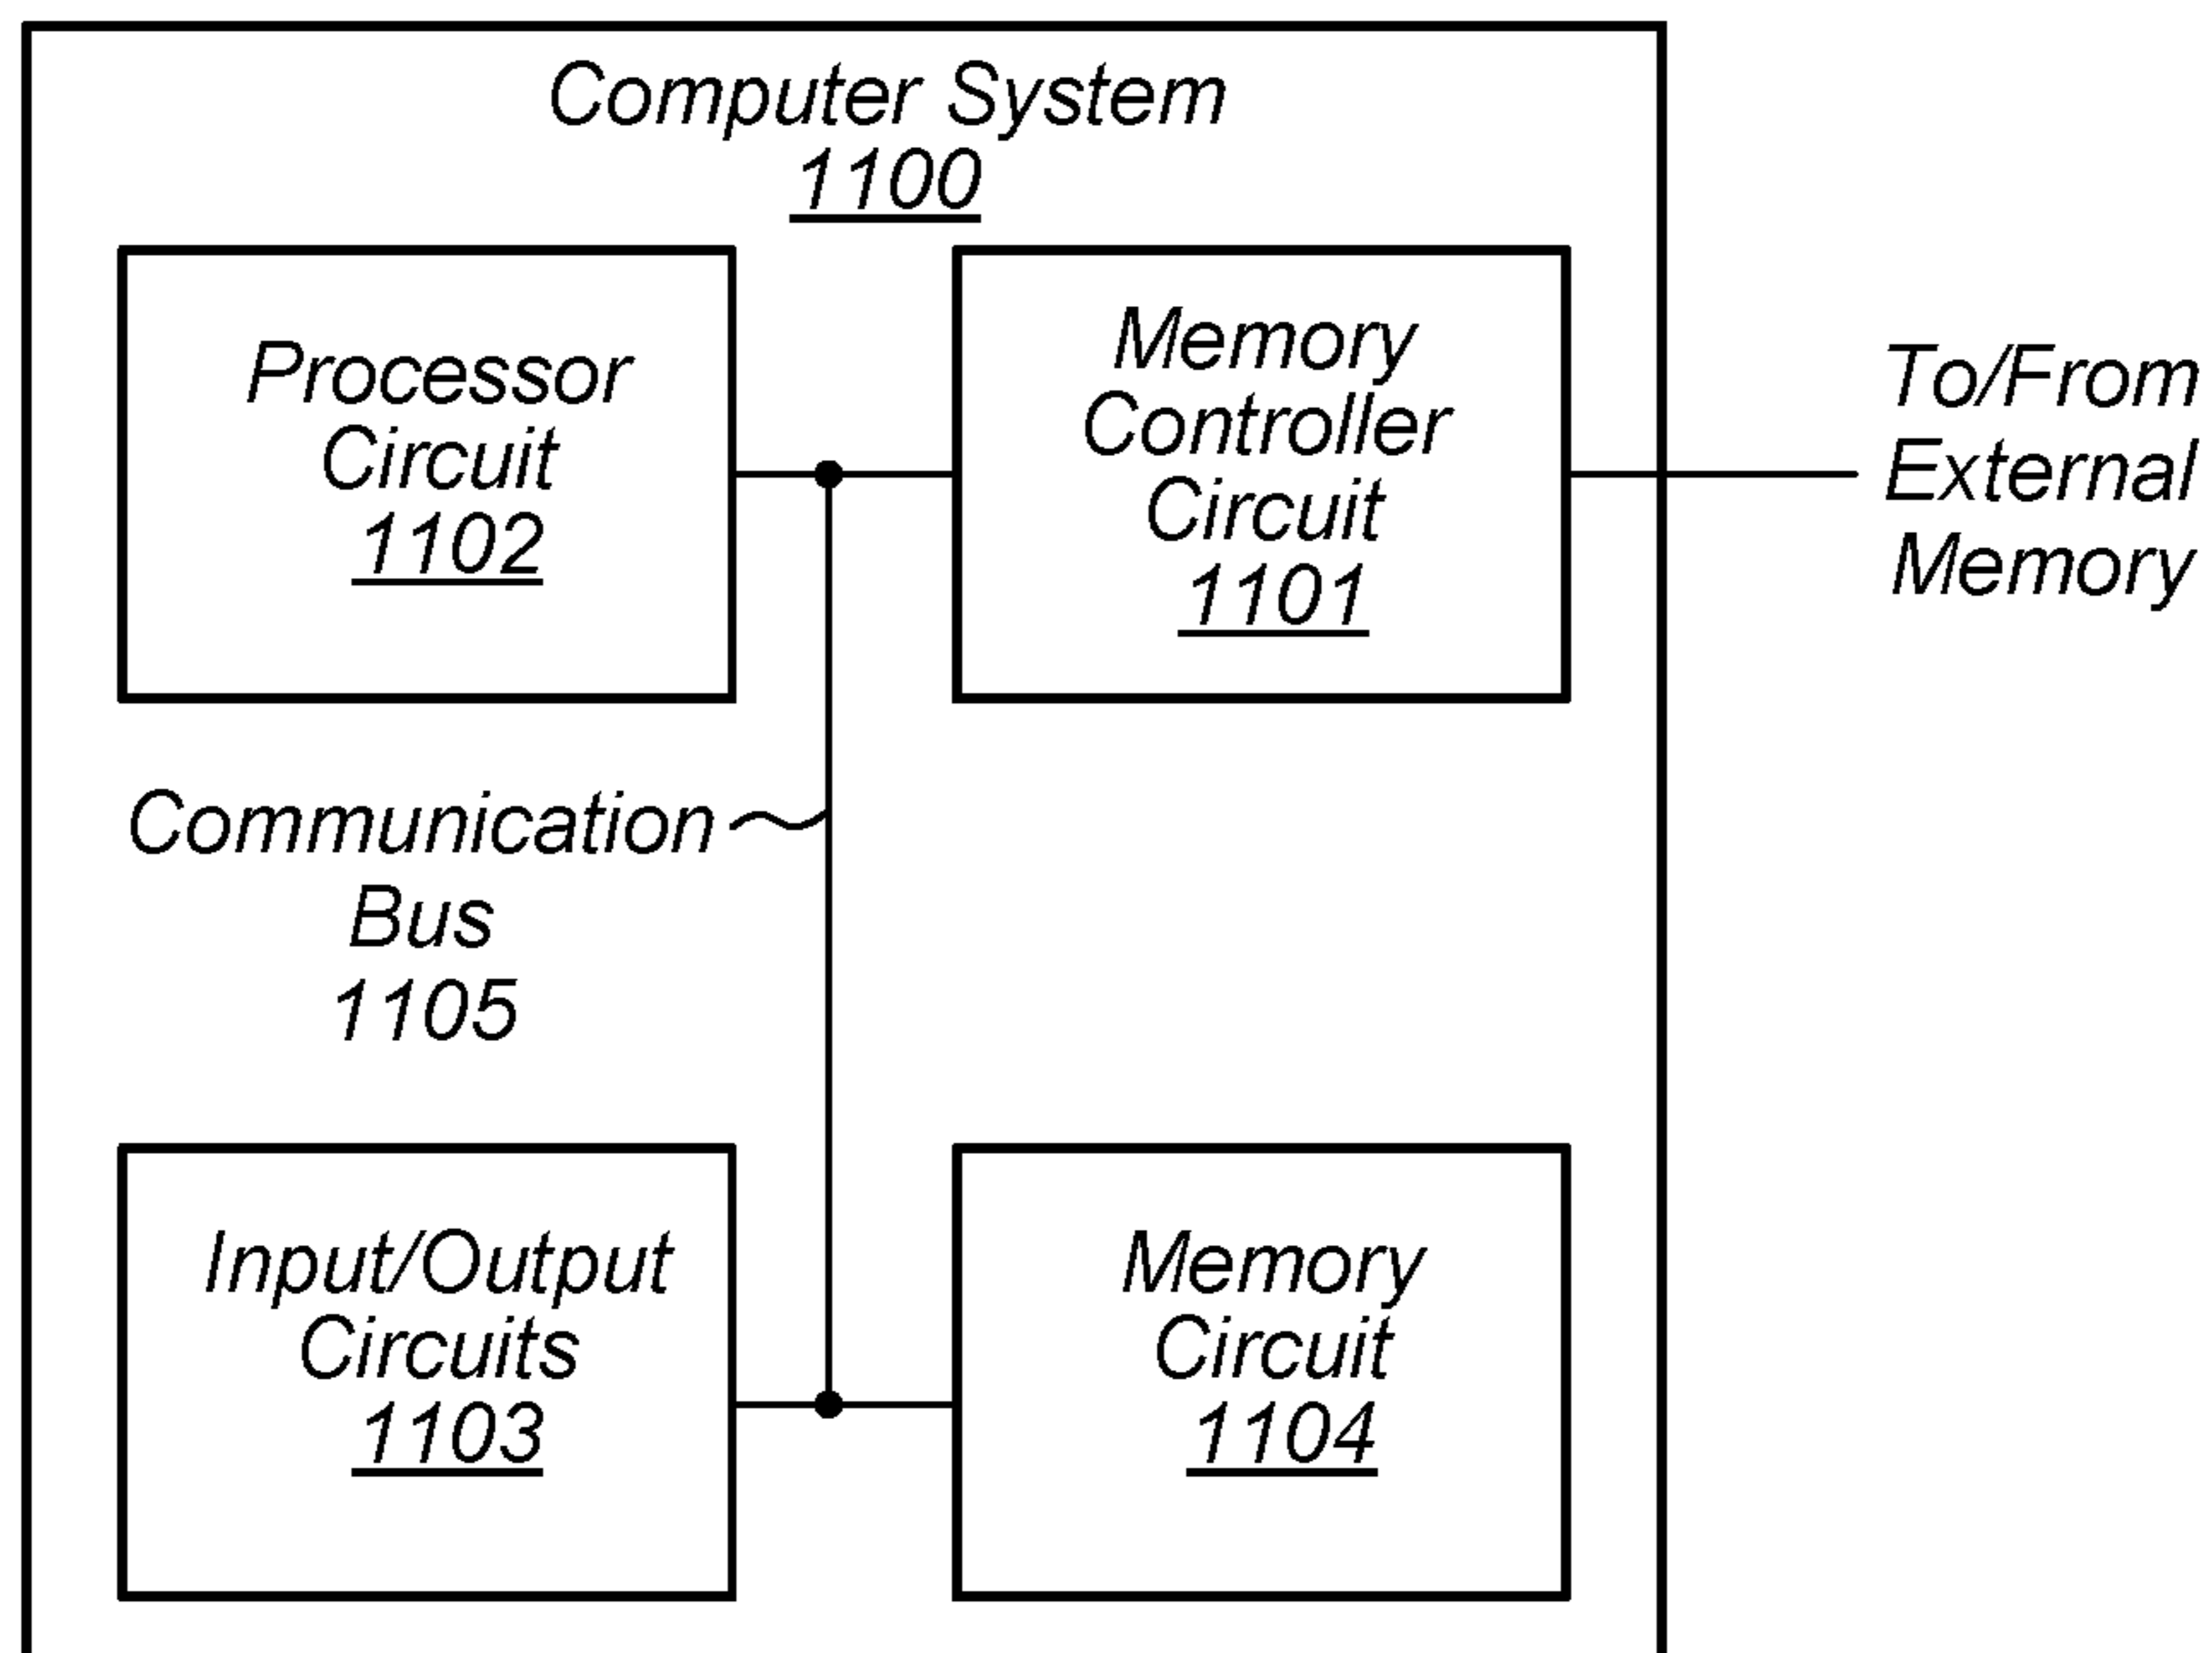 Computer System
1100
Processor
Circuit
1102
Memory
Controller
Circuit
1101
To/From
External
Memory
Communication
Bus
1105
Input/Output
Circuits
1103
Memory
Circuit
1104